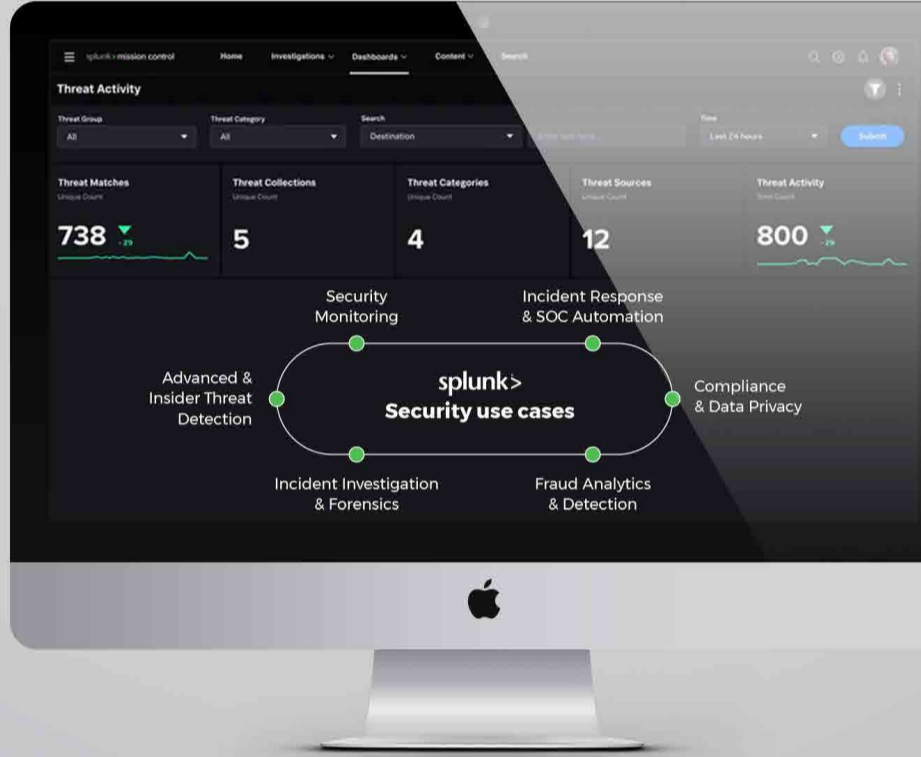 splunk> mission control
Home
Investigations
Dashboards
Content
Search
Threat Activity
Threat Group
Threat Category
Search
Time
All
All
Destination
Last 24 hours
Submit
Threat Matches
Threat Collections
Threat Categories
Threat Sources
Threat Activity
Unique Count
Unique Count
Unique Count
Unique Count
738
-29
5
4
12
800
-29
Security
Monitoring
Incident Response
& SOC Automation
Advanced &
Insider Threat
Detection
splunk>
Security use cases
Compliance
& Data Privacy
Incident Investigation
& Forensics
Fraud Analytics
& Detection